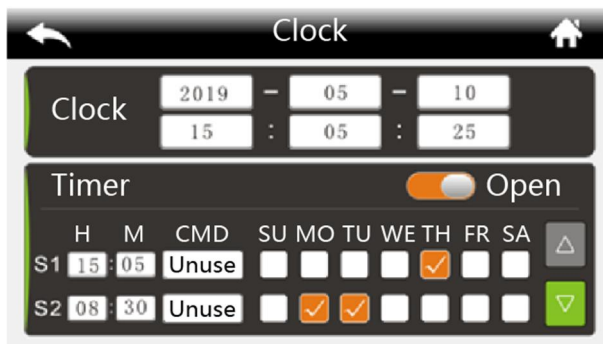 Clock
Clock 2019 - 05 - 10
15 : 05 : 25
Timer Open
H M CMD SU MO TU WE TH FR SA
S1 15 : 05 Unuse
S2 08 : 30 Unuse